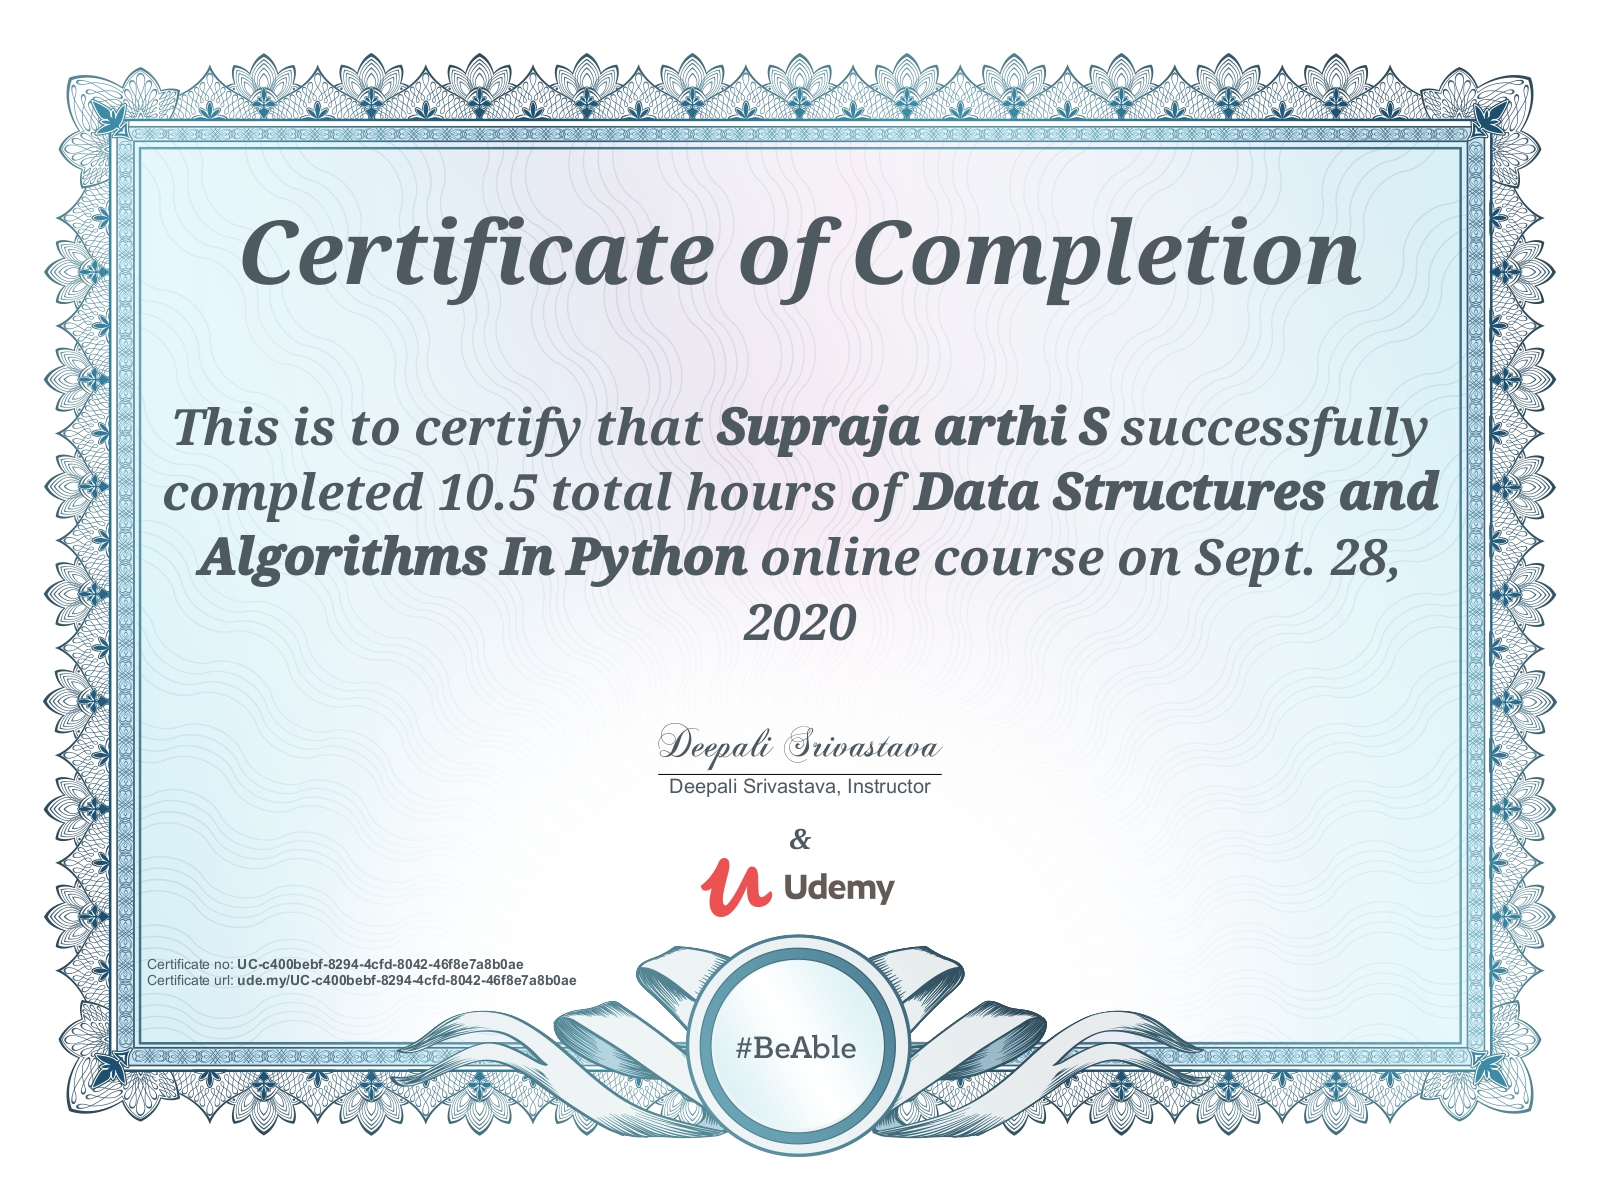 Certificate of Completion
This is to certify that Supraja arthi S successfully
completed 10.5 total hours of Data Structures and
Algorithms In Python online course on Sept. 28,
2020
Deepali Srivastava
Deepali Srivastava, Instructor
&
Udemy
Certificate no: UC-c400bebf-8294-4cfd-8042-46f8e7a8b0ae
Certificate url: ude.my/UC-c400bebf-8294-4cfd-8042-46f8e7a8b0ae
#BeAble